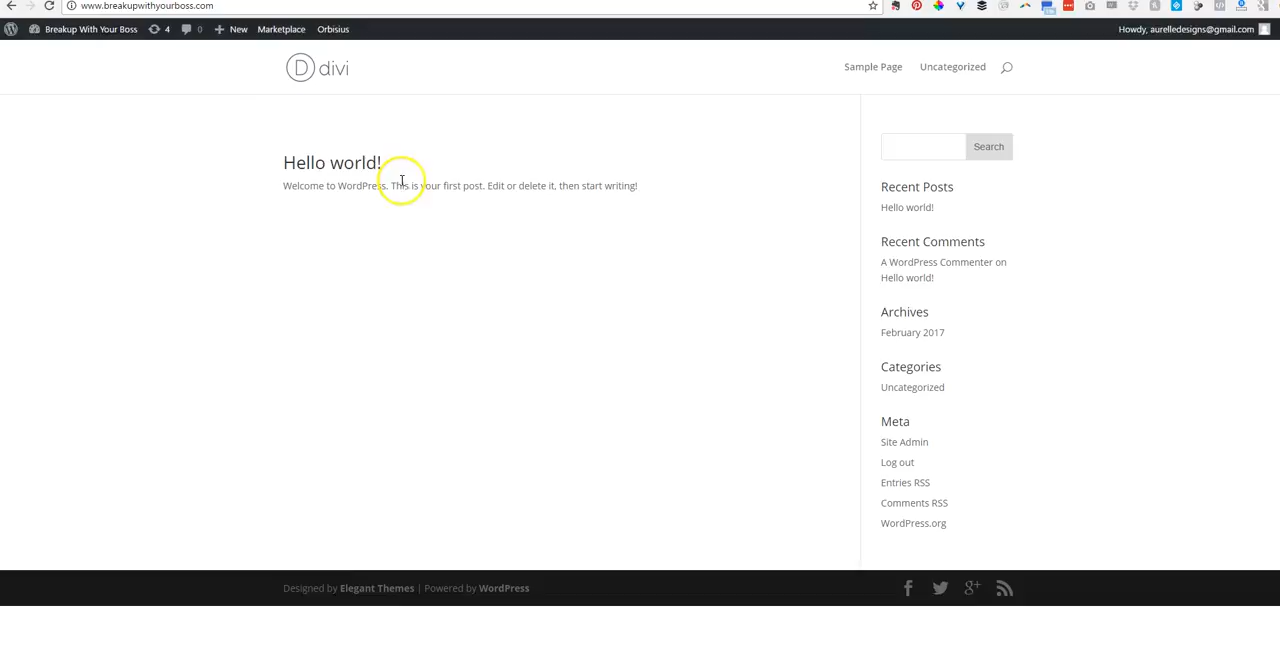 www.breakupwithyourboss.com
Breakup With Your Boss 4 0 New Marketplace Orbisius Howdy, aurelledesigns@gmail.com
D divi Sample Page Uncategorized
Hello world!
Welcome to WordPress. This is your first post. Edit or delete it, then start writing!
Search
Recent Posts
Hello world!
Recent Comments
A WordPress Commenter on
Hello world!
Archives
February 2017
Categories
Uncategorized
Meta
Site Admin
Log out
Entries RSS
Comments RSS
WordPress.org
Designed by Elegant Themes | Powered by WordPress